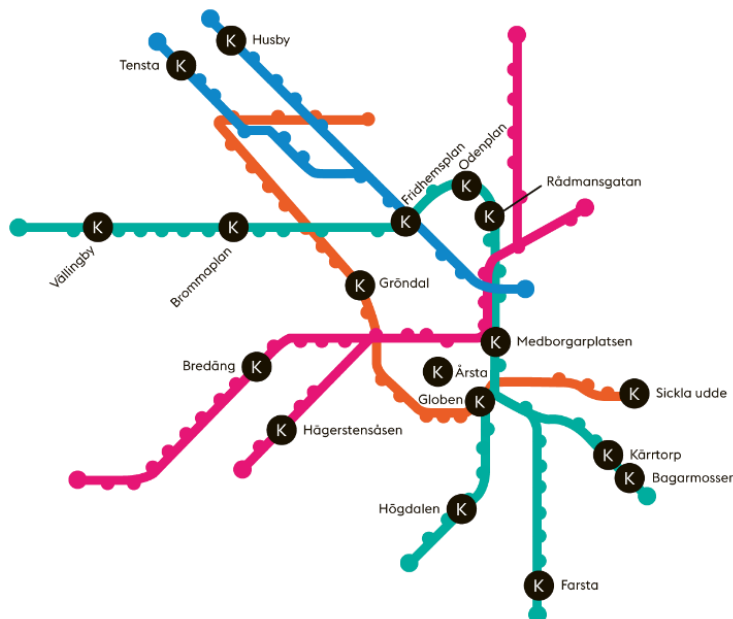 K Husby
Tensta K
Fridhemsplan
Odenplan
K
K
Rådmansgatan
K
K
Vällingby
K
Brommaplan
K
K Gröndal
K Medborgarplatsen
Bredäng K
K Årsta
Globen K
K Sickla udde
K Hägerstensåsen
K Kärrtorp
K Bagarmosser
Högdalen K
K Farsta